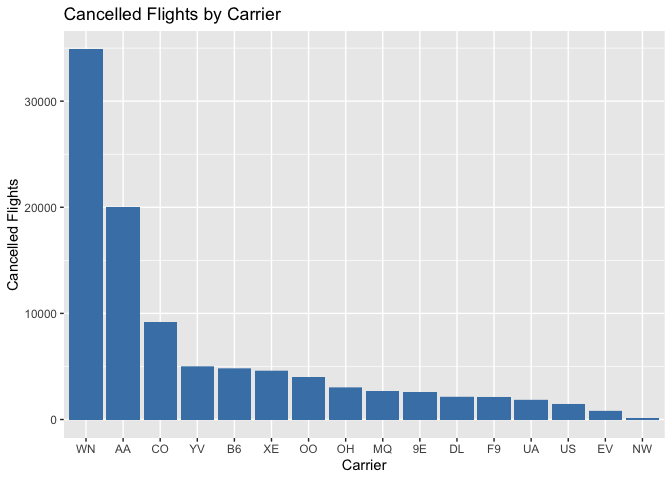 Cancelled Flights by Carrier
Cancelled Flights
30000
20000
10000
0
WN AA CO YV B6 XE OO OH MQ 9E DL F9 UA US EV NW
Carrier